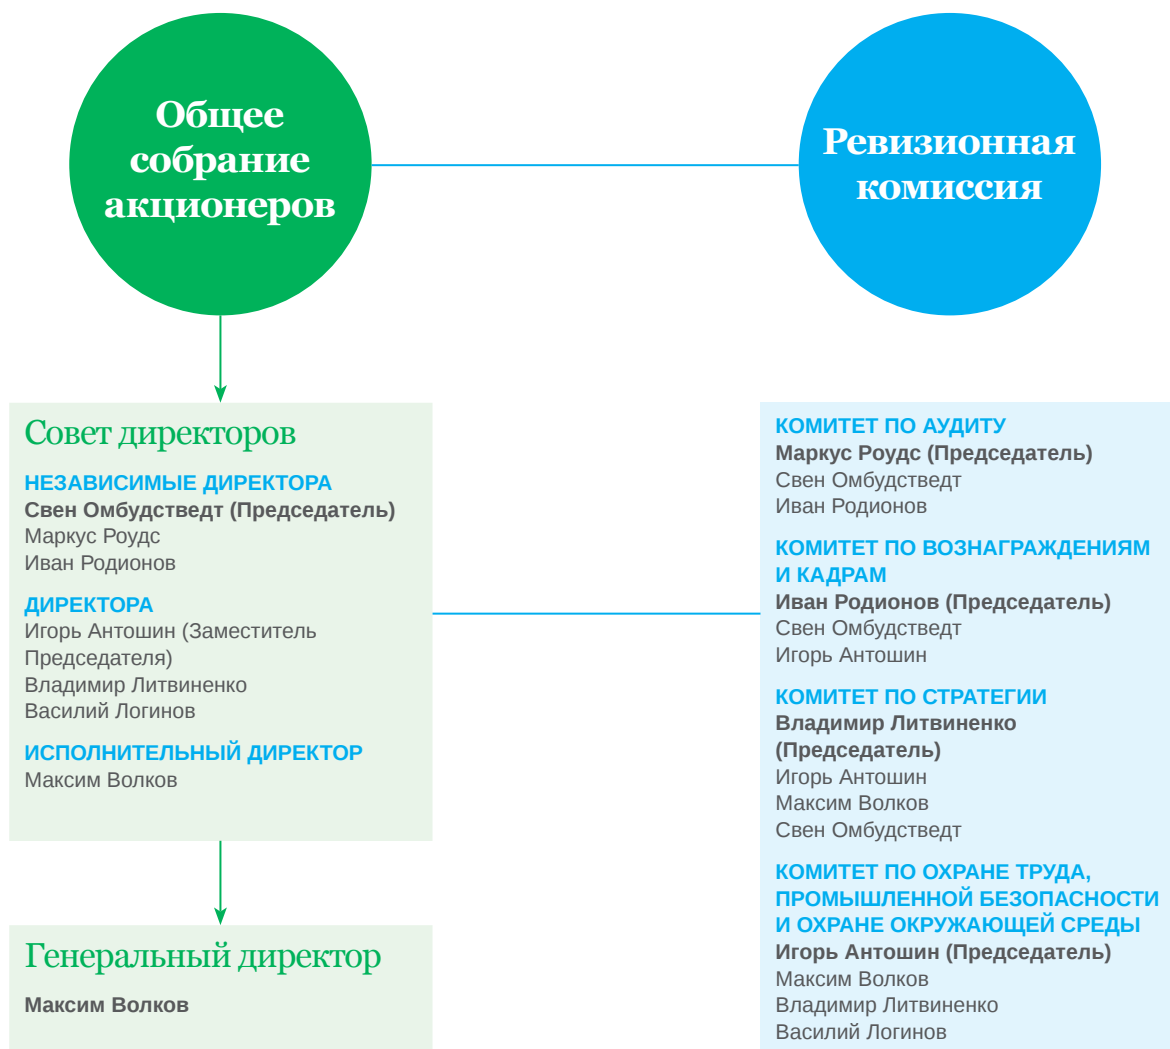 Общее
собрание
акционеров
Ревизионная
комиссия
Совет директоров
НЕЗАВИСИМЫЕ ДИРЕКТОРА
Свен Омбудстведт (Председатель)
Маркус Роудс
Иван Родионов
ДИРЕКТОРА
Игорь Антошин (Заместитель
Председателя)
Владимир Литвиненко
Василий Логинов
ИСПОЛНИТЕЛЬНЫЙ ДИРЕКТОР
Максим Волков
Генеральный директор
Максим Волков
КОМИТЕТ ПО АУДИТУ
Маркус Роудс (Председатель)
Свен Омбудстведт
Иван Родионов
КОМИТЕТ ПО ВОЗНАГРАЖДЕНИЯМ
И КАДРАМ
Иван Родионов (Председатель)
Свен Омбудстведт
Игорь Антошин
КОМИТЕТ ПО СТРАТЕГИИ
Владимир Литвиненко
(Председатель)
Игорь Антошин
Максим Волков
Свен Омбудстведт
КОМИТЕТ ПО ОХРАНЕ ТРУДА,
ПРОМЫШЛЕННОЙ БЕЗОПАСНОСТИ
И ОХРАНЕ ОКРУЖАЮЩЕЙ СРЕДЫ
Игорь Антошин (Председатель)
Максим Волков
Владимир Литвиненко
Василий Логинов